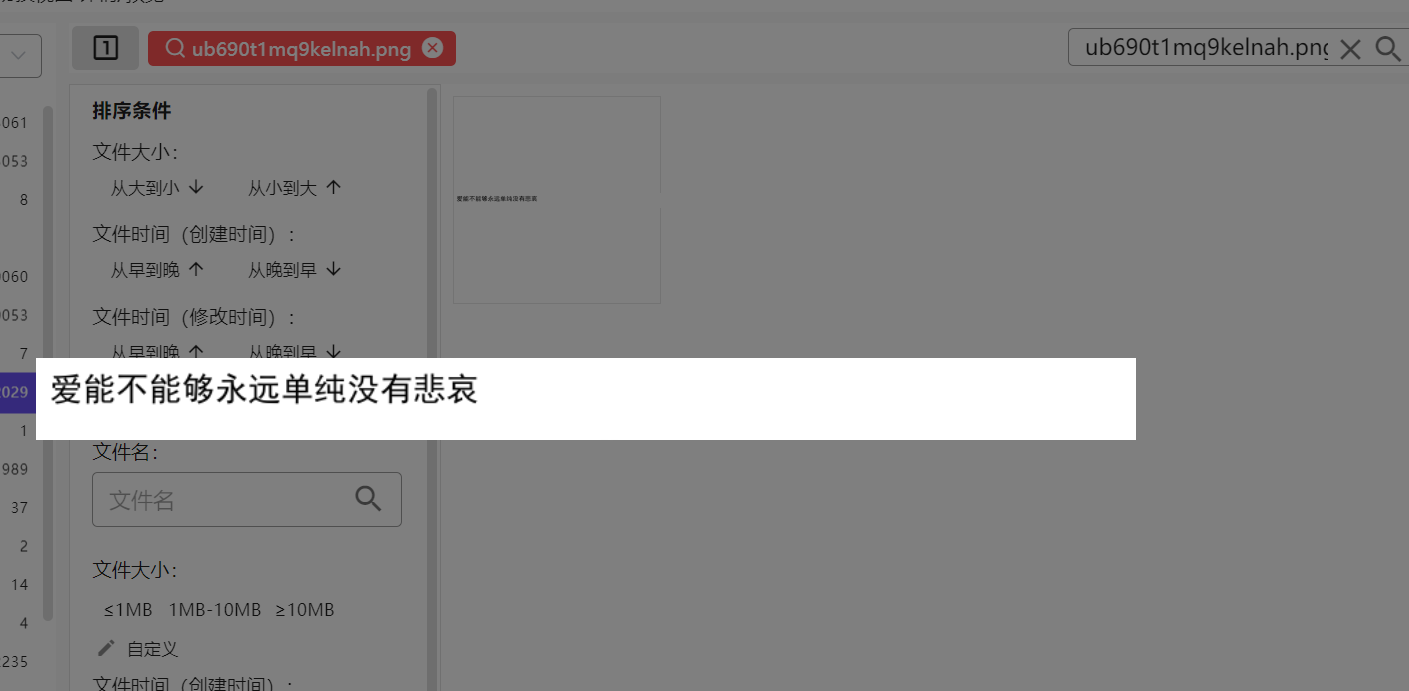 ub690t1mq9kelnah.png
ub690t1mq9kelnah.png
061
053
8
060
053
7
029
1
989
37
2
14
4
235
排序条件
文件大小:
从大到小 ↓ 从小到大 ↑
文件时间（创建时间）:
从早到晚 ↑ 从晚到早 ↓
文件时间（修改时间）:
从早到晚 ↑ 从晚到早 ↓
爱能不能够永远单纯没有悲哀
爱能不能够永远单纯没有悲哀
文件名:
文件名
文件大小:
≤1MB 1MB-10MB ≥10MB
自定义
文件时间（创建时间）: